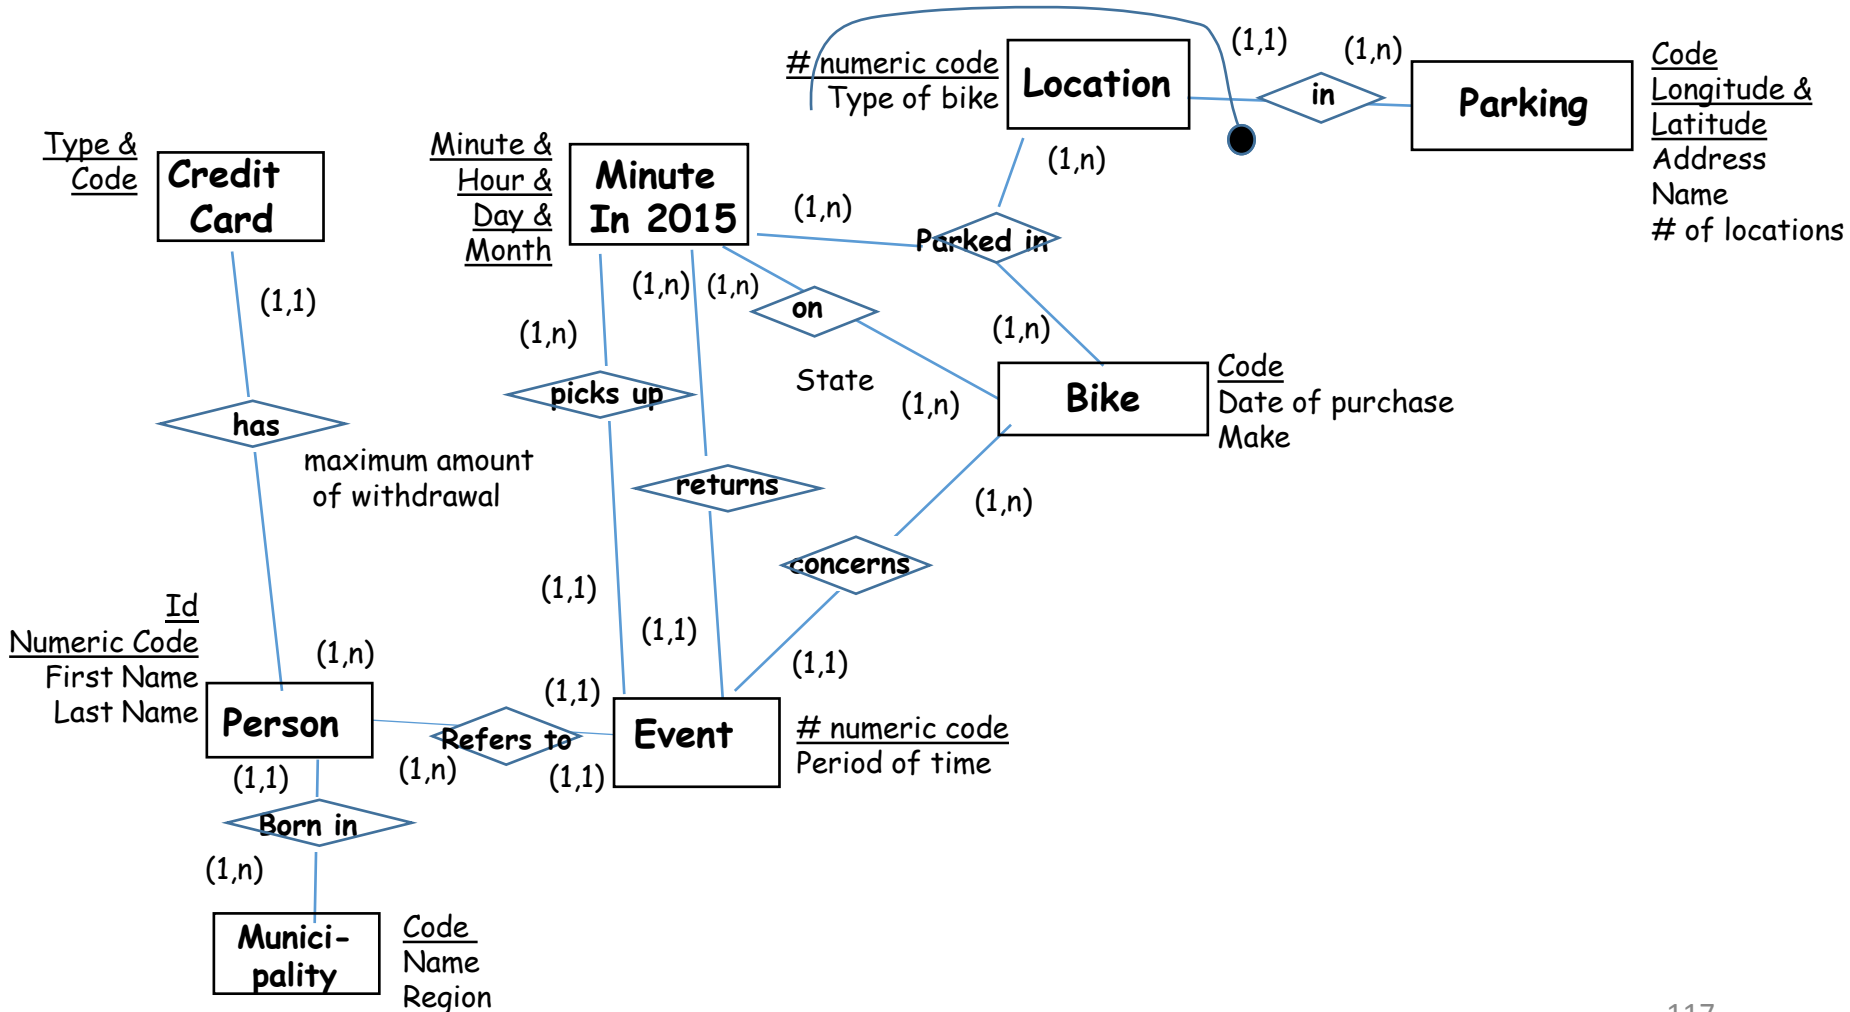 (1,1)
(1,n)
# numeric code
Type of bike
Location
in
Parking
Code
Longitude &
Latitude
Address
Name
# of locations
Type &
Code
Credit
Card
Minute &
Hour &
Day &
Month
Minute
In 2015
(1,n)
(1,n)
Parked in
(1,1)
(1,n)
(1,n)
on
(1,n)
(1,n)
State
(1,n)
picks up
Bike
Code
Date of purchase
Make
has
maximum amount
of withdrawal
returns
(1,n)
concerns
(1,1)
(1,1)
(1,1)
Id
Numeric Code
First Name
Last Name
(1,n)
Person
(1,1)
Refers to
(1,n)
(1,1)
Event
# numeric code
Period of time
(1,1)
Born in
(1,n)
Munici-
pality
Code
Name
Region
117